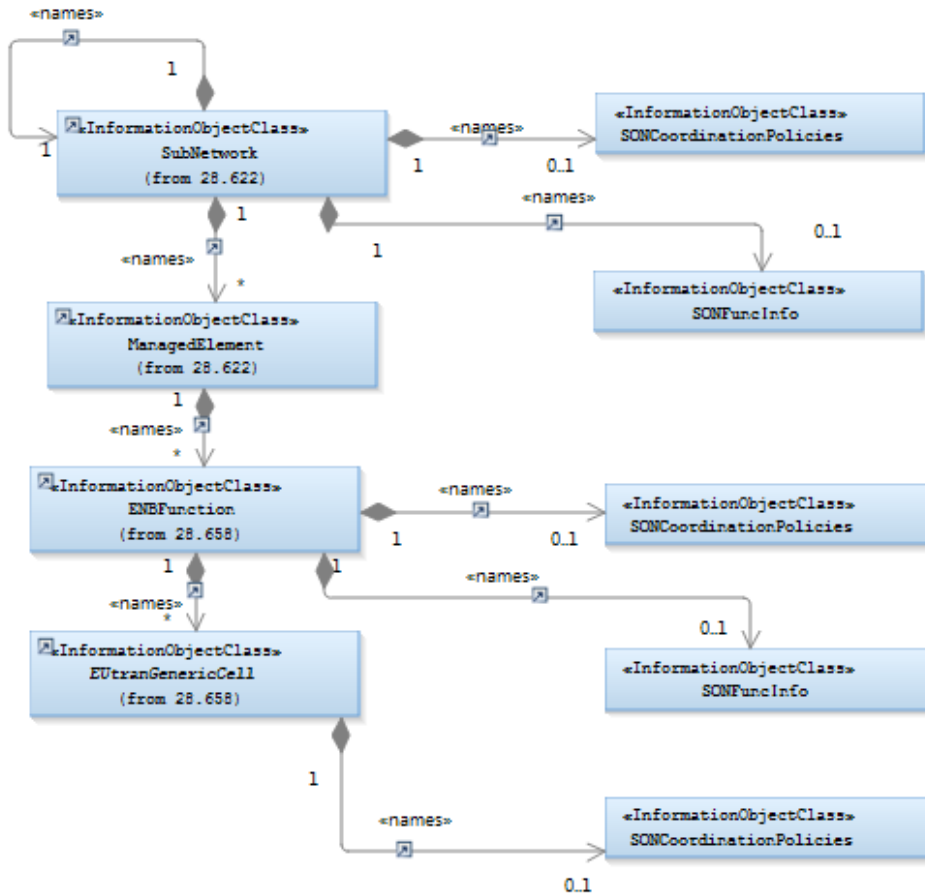 «names»
1
1
«InformationObjectClass»
SubNetwork
(from 28.622)
«names»
1
0..1
«InformationObjectClass»
SONCoordinationPolicies
«names»
1
0..1
«InformationObjectClass»
SONFuncInfo
1
«names»
*
«InformationObjectClass»
ManagedElement
(from 28.622)
1
«names»
*
«InformationObjectClass»
ENBFunction
(from 28.658)
«names»
1
0..1
«InformationObjectClass»
SONCoordinationPolicies
1
«names»
0..1
«InformationObjectClass»
SONFuncInfo
1
«names»
*
«InformationObjectClass»
EUtranGenericCell
(from 28.658)
1
«names»
0..1
«InformationObjectClass»
SONCoordinationPolicies